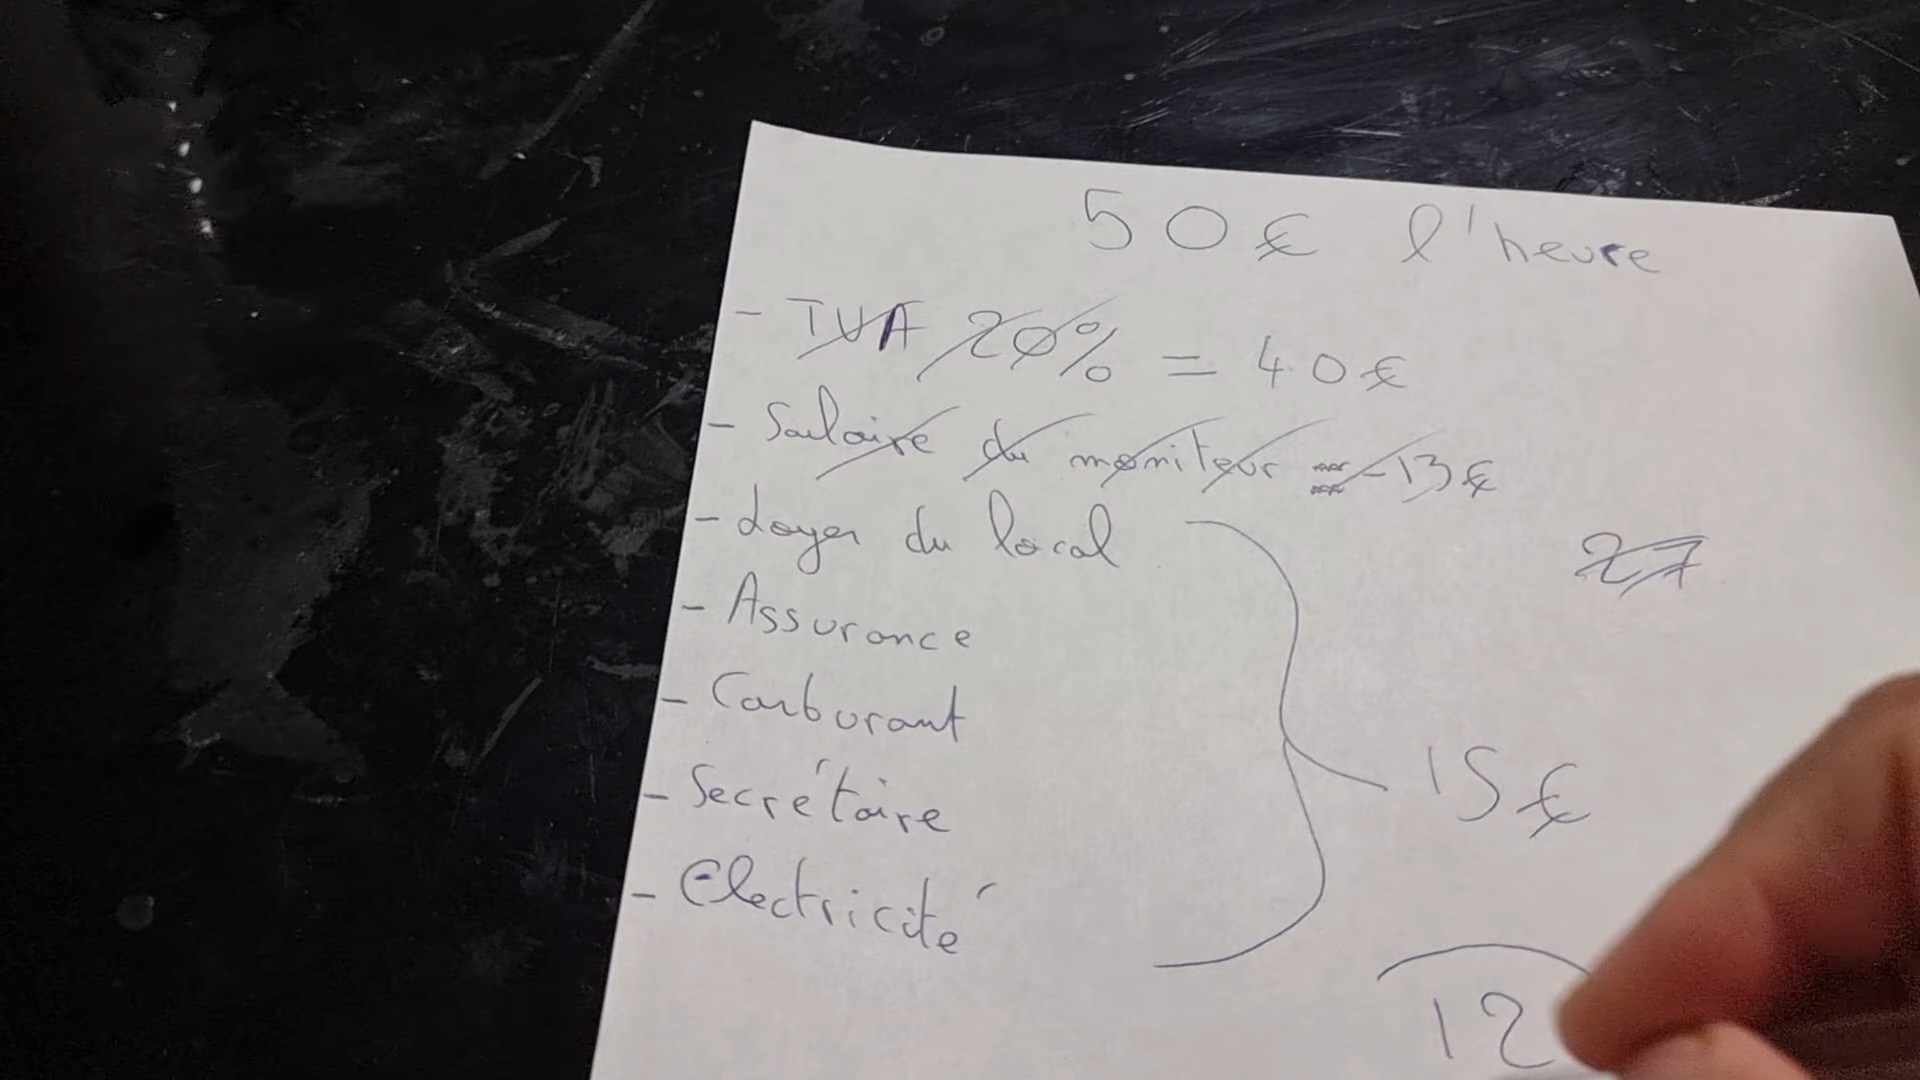 50€ l'heure
- TVA 20% = 40€
- Salaire du moniteur = -13€
- Loyer du local
27
- Assurance
- Carburant
15€
- Secrétaire
- Electricité
12